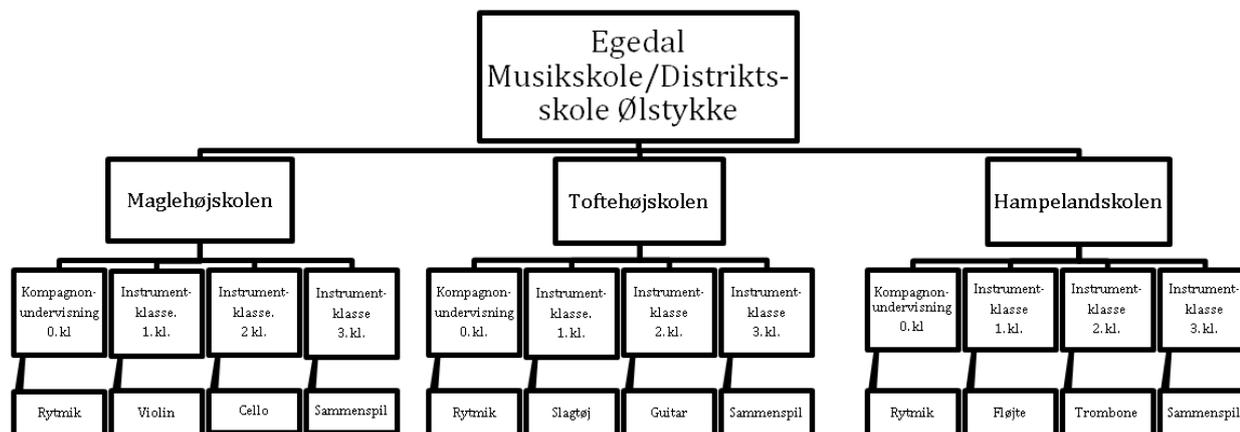 Egedal
Musikskole/Distrikts-
skole Ølstykke
Maglehøjskolen
Toftehøjskolen
Hampelandskolen
Kompagnon-
undervisning
0. kl
Instrument-
klasse.
1. kl.
Instrument-
klasse.
2 kl.
Instrument-
klasse
3. kl.
Kompagnon-
undervisning
0. kl.
Instrument-
klasse.
1. kl.
Instrument-
klasse
2. kl.
Instrument-
klasse
3. kl.
Kompagnon-
undervisning
0. kl
Instrument-
klasse
1. kl.
Instrument-
klasse
2. kl.
Instrument-
klasse
3. kl.
Rytmik
Violin
Cello
Sammenspil
Rytmik
Slagtøj
Guitar
Sammenspil
Rytmik
Fløjte
Trombone
Sammenspil